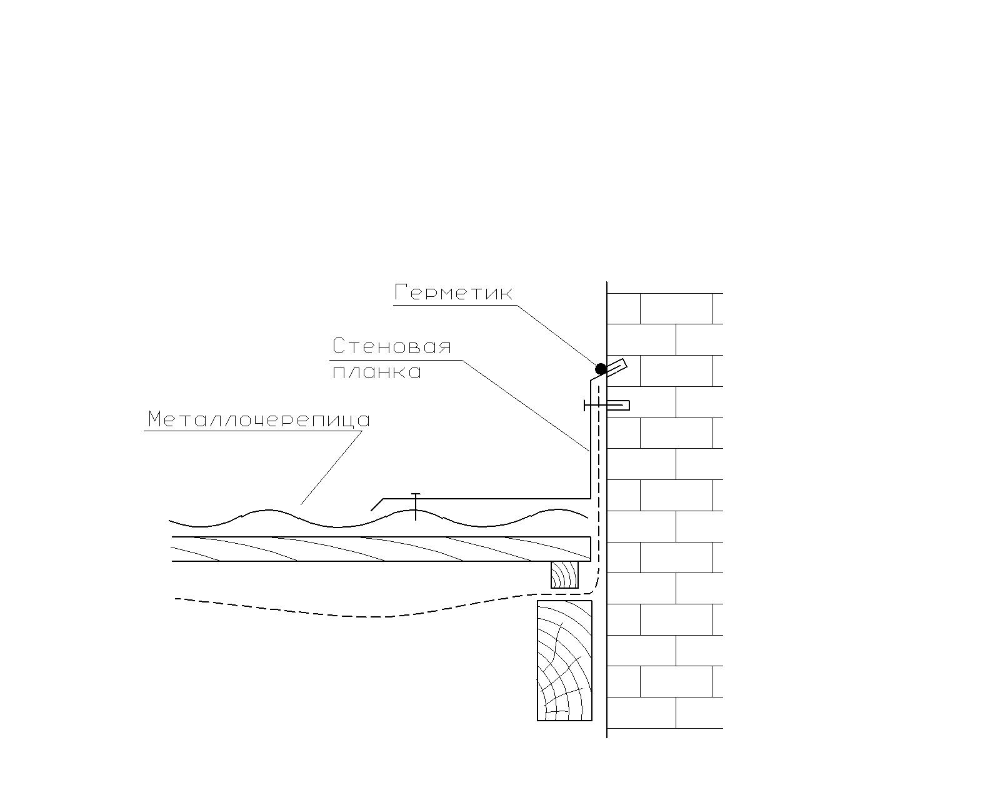 Герметик
Стеновая
планка
Металлочерепица